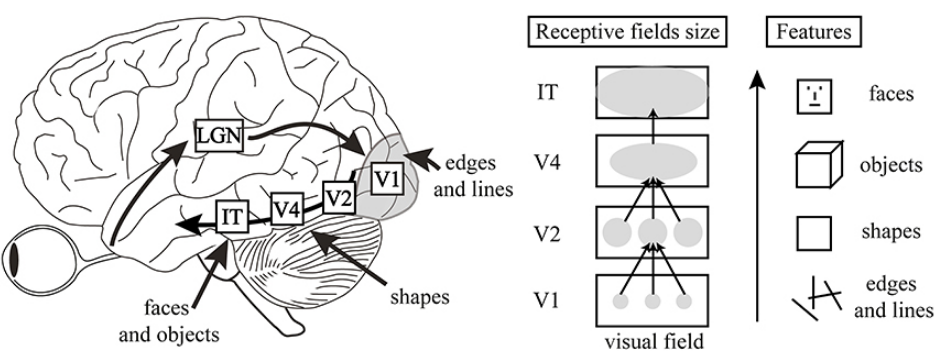 LGN
V1
V2
V4
IT
edges
and lines
shapes
faces
and objects
Receptive fields size
IT
V4
V2
V1
visual field
Features
faces
objects
shapes
edges
and lines